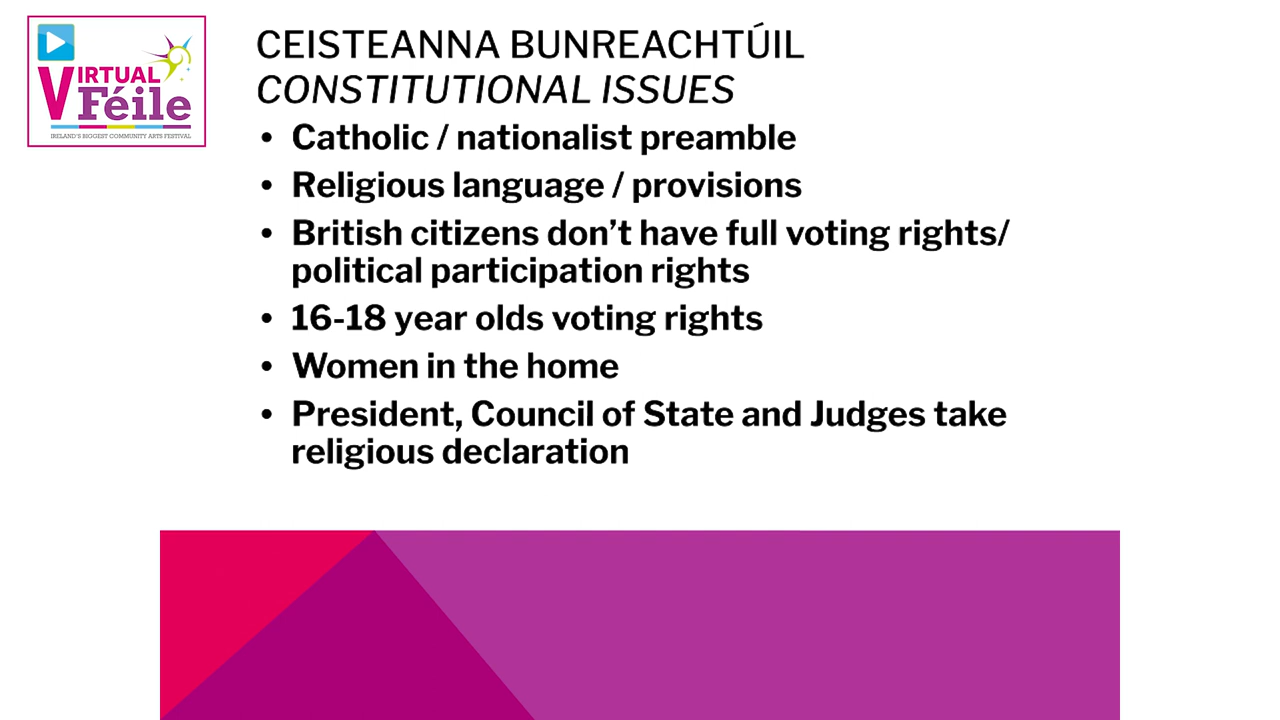 VIRTUAL
Féile
IRELAND'S BIGGEST COMMUNITY ARTS FESTIVAL
CEISTEANNA BUNREACHTÚIL
CONSTITUTIONAL ISSUES
• Catholic / nationalist preamble
• Religious language / provisions
• British citizens don’t have full voting rights/
political participation rights
• 16-18 year olds voting rights
• Women in the home
• President, Council of State and Judges take
religious declaration